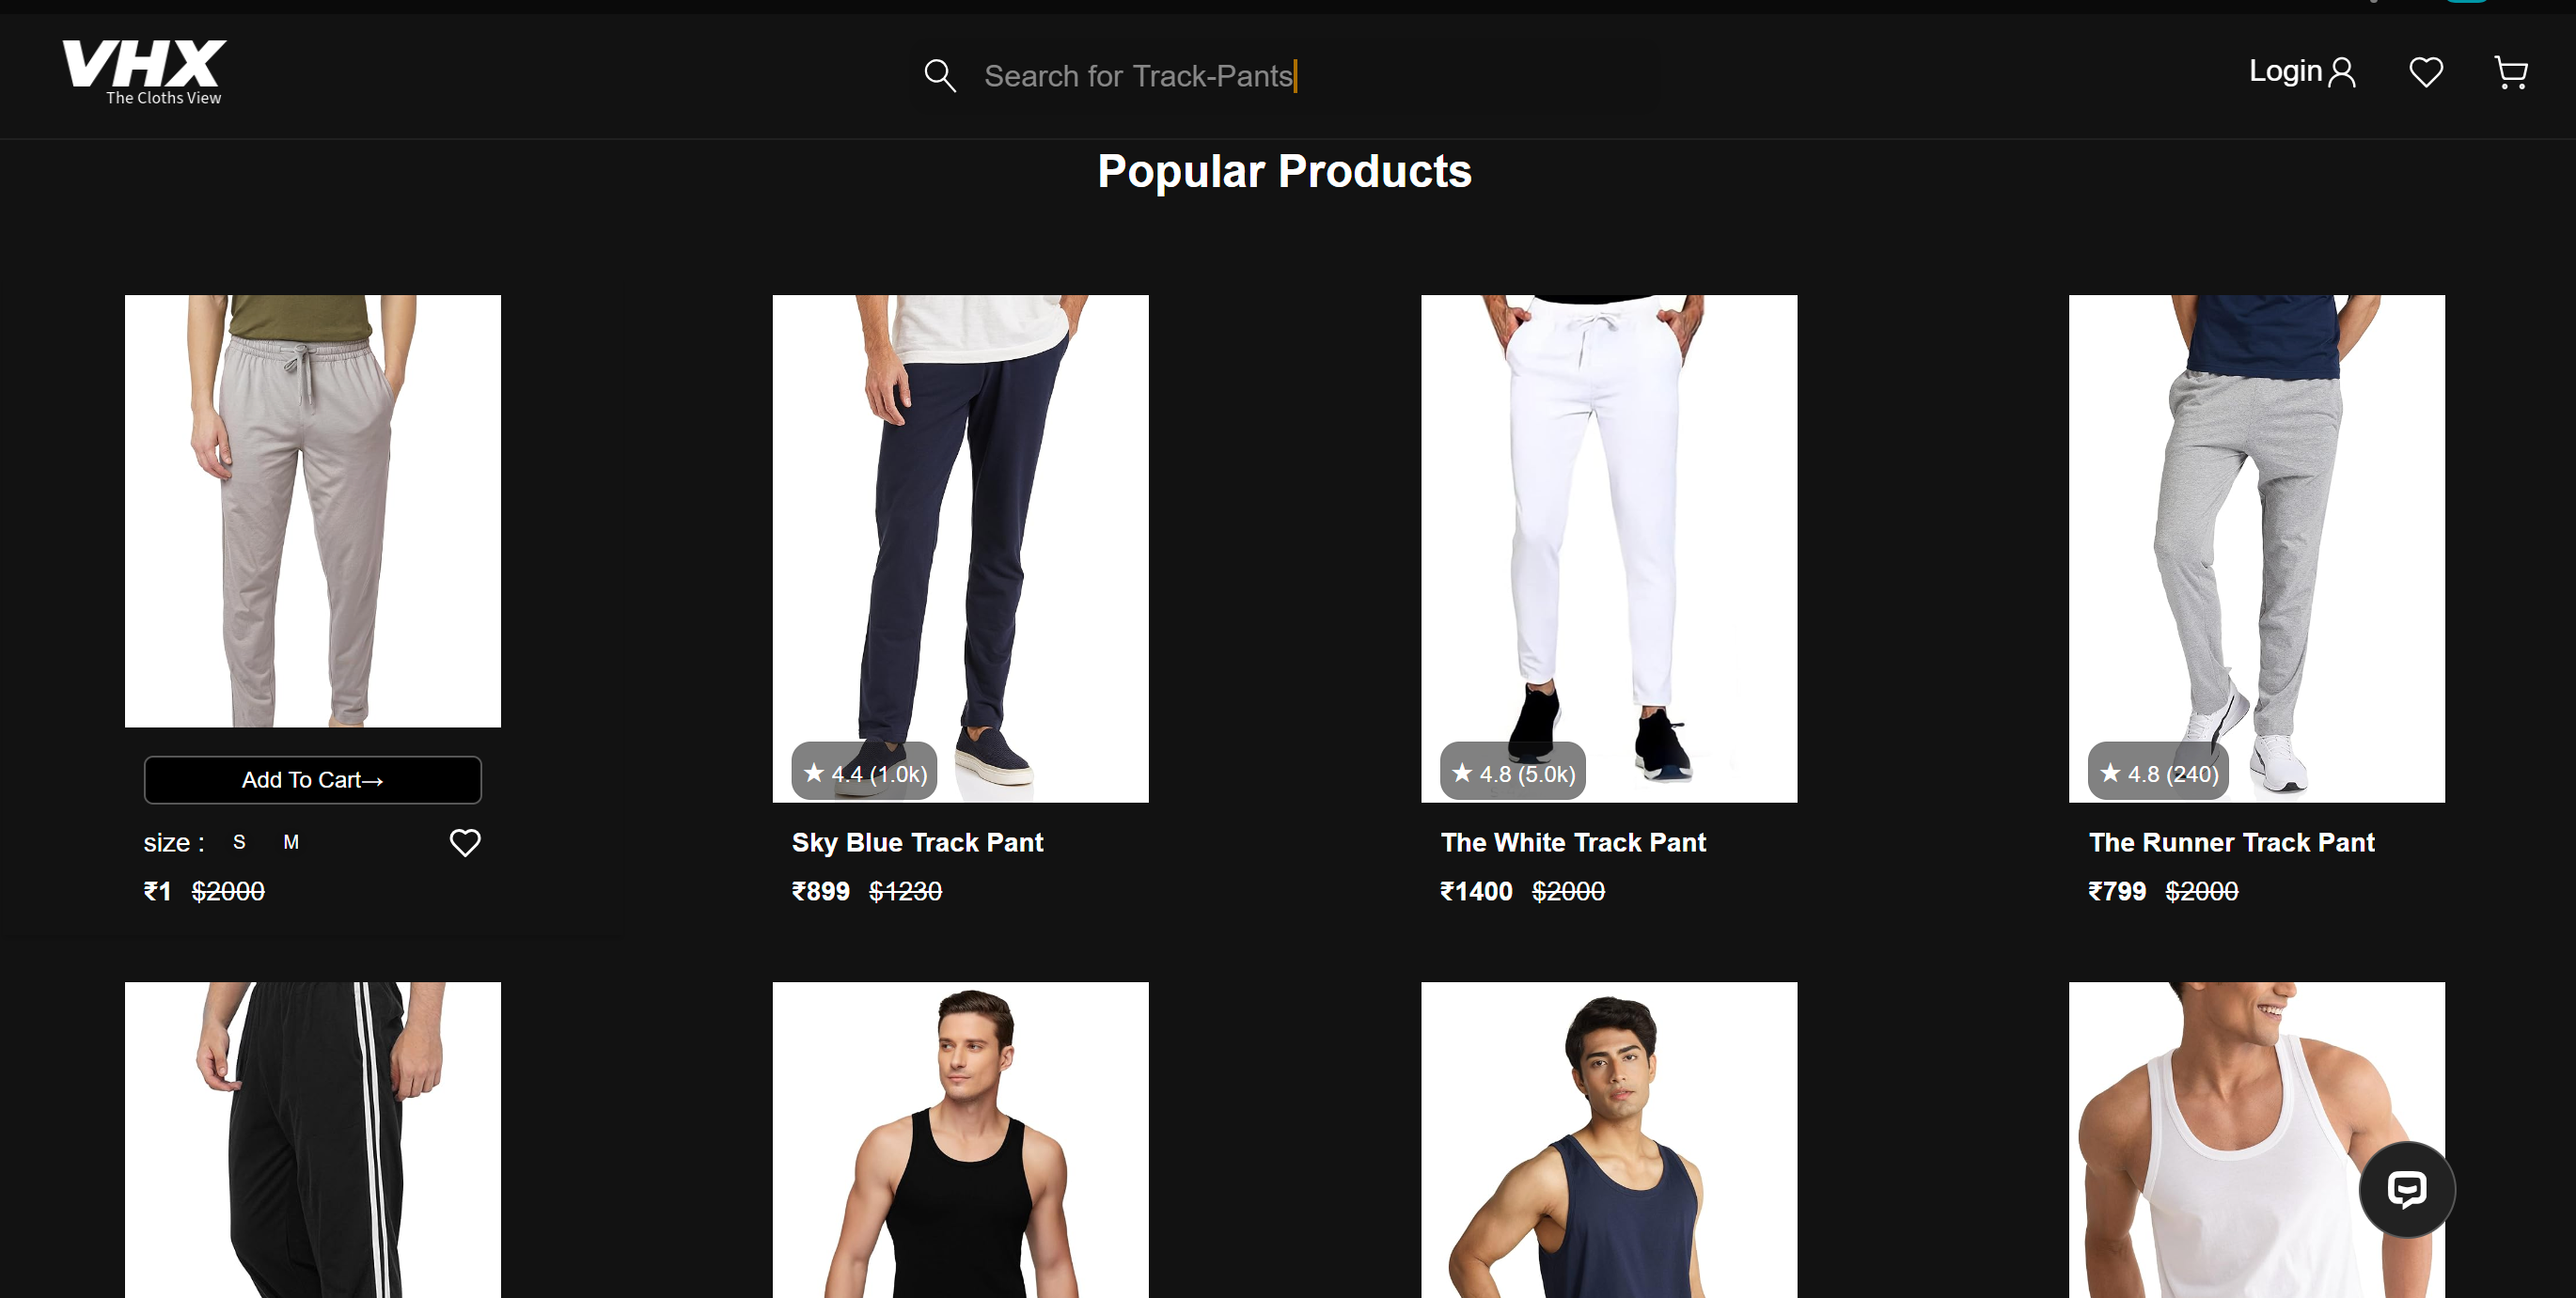 VHX
The Cloths View
Search for Track-Pants
Login
Popular Products
Add To Cart→
size : S M
₹1 $2000
★ 4.4 (1.0k)
Sky Blue Track Pant
₹899 $1230
★ 4.8 (5.0k)
The White Track Pant
₹1400 $2000
★ 4.8 (240)
The Runner Track Pant
₹799 $2000